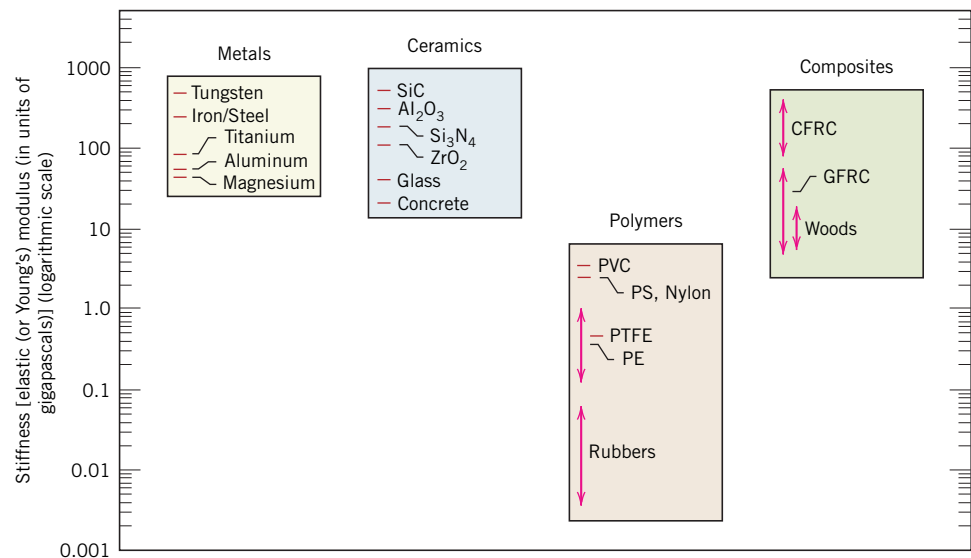 Stiffness [elastic (or Young's) modulus (in units of
gigapascals)] (logarithmic scale)
1000
100
10
1.0
0.1
0.01
0.001
Metals
Tungsten
Iron/Steel
Titanium
Aluminum
Magnesium
Ceramics
SiC
Al₂O₃
Si₃N₄
ZrO₂
Glass
Concrete
Polymers
PVC
PS, Nylon
PTFE
PE
Rubbers
Composites
CFRC
GFRC
Woods